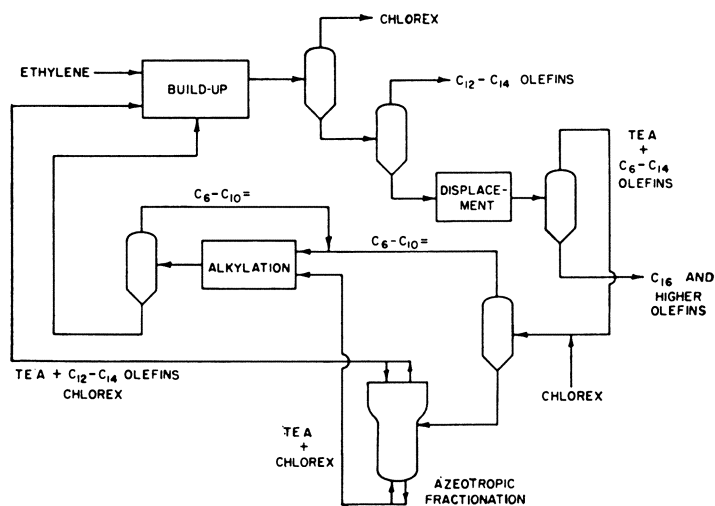 CHLOREX
ETHYLENE
BUILD-UP
C12-C14 OLEFINS
TEA
+
C6-C14
OLEFINS
DISPLACE-
MENT
C6-C10=
C6-C10=
ALKYLATION
C16 AND
HIGHER
OLEFINS
TEA + C12-C14 OLEFINS
CHLOREX
CHLOREX
TEA
+
CHLOREX
AZEOTROPIC
FRACTIONATION